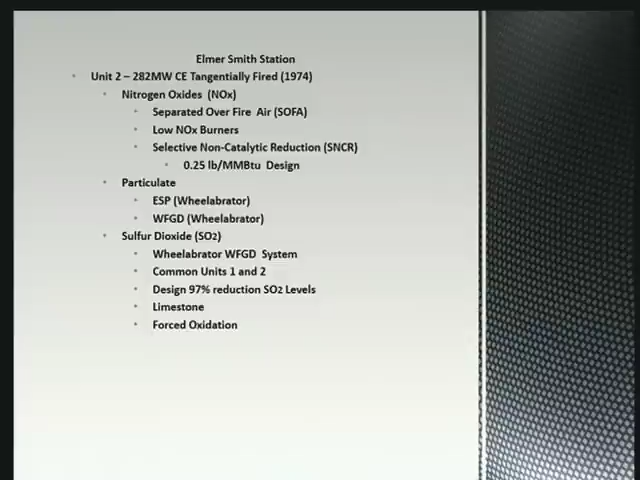 Elmer Smith Station
Unit 2 – 282MW CE Tangentially Fired (1974)
Nitrogen Oxides (NOx)
Separated Over Fire Air (SOFA)
Low NOx Burners
Selective Non-Catalytic Reduction (SNCR)
0.25 lb/MMBtu Design
Particulate
ESP (Wheelabrator)
WFGD (Wheelabrator)
Sulfur Dioxide (SO2)
Wheelabrator WFGD System
Common Units 1 and 2
Design 97% reduction SO2 Levels
Limestone
Forced Oxidation